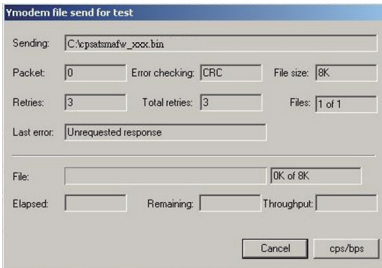 Ymodem file send for test
Sending: C:\cpsatsmafw_xxx.bin
Packet: 0 Error checking: CRC File size: 8K
Retries: 3 Total retries: 3 Files: 1 of 1
Last error: Unrequested response
File: 0K of 8K
Elapsed: Remaining: Throughput:
Cancel cps/bps